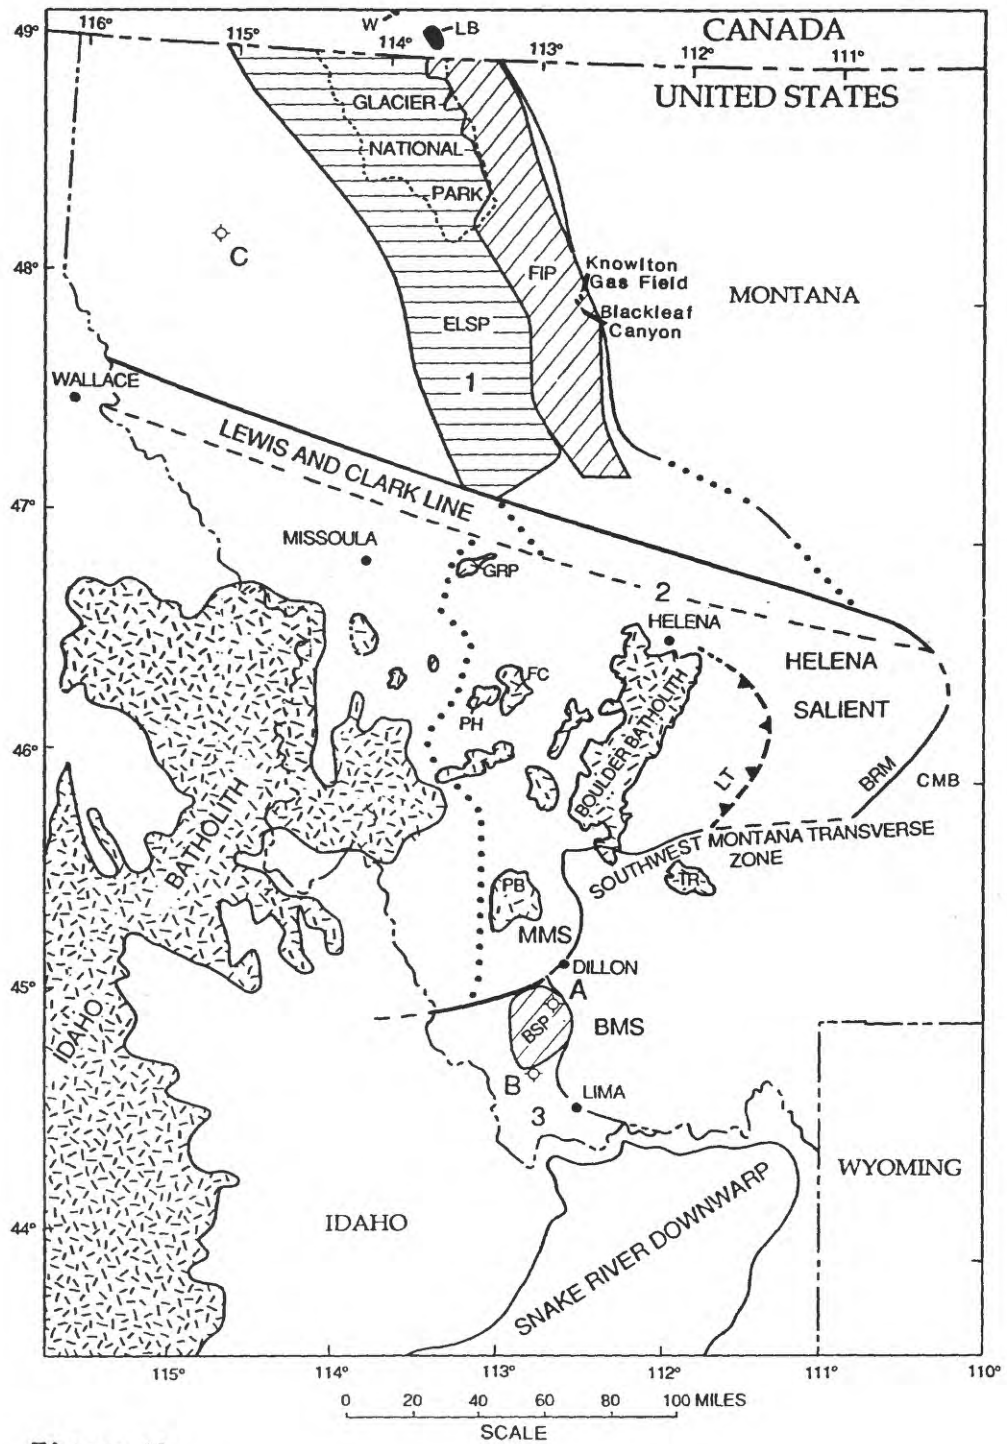 49°
116°
115°
W
LB
114°
113°
CANADA
112°
111°
UNITED STATES
GLACIER
NATIONAL
PARK
C
48°
FIP
Knowlton
Gas Field
Blackleaf
Canyon
MONTANA
ELSP
1
WALLACE
LEWIS AND CLARK LINE
47°
MISSOULA
GRP
2
HELENA
HELENA
SALIENT
FC
PH
BOULDER BATHOLITH
LT
BRM
CMB
46°
IDAHO
BATHOLITH
SOUTHWEST MONTANA TRANSVERSE
ZONE
TR
PB
MMS
DILLON
45°
A
BSP
BMS
B
LIMA
3
WYOMING
44°
IDAHO
SNAKE RIVER DOWNWARP
115°
114°
113°
112°
111°
110°
0 20 40 60 80 100 MILES
SCALE